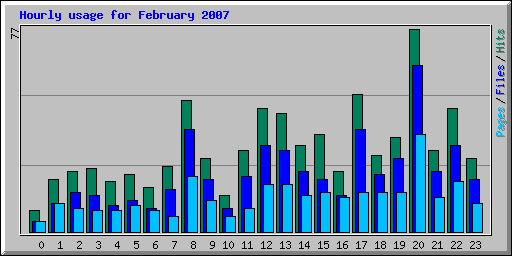 Hourly usage for February 2007
77
Pages / Files / Hits
0 1 2 3 4 5 6 7 8 9 10 11 12 13 14 15 16 17 18 19 20 21 22 23